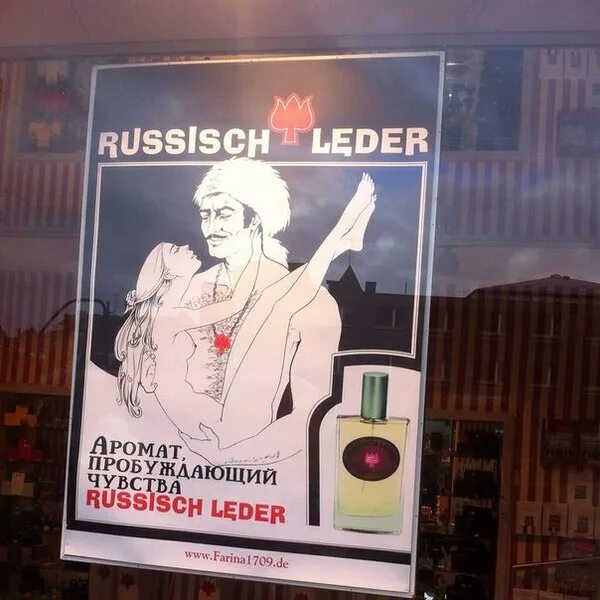 RUSSISCH LEDER
АРОМАТ,
ПРОБУЖДАЮЩИЙ
ЧУВСТВА
RUSSISCH LEDER
www.Farina1709.de